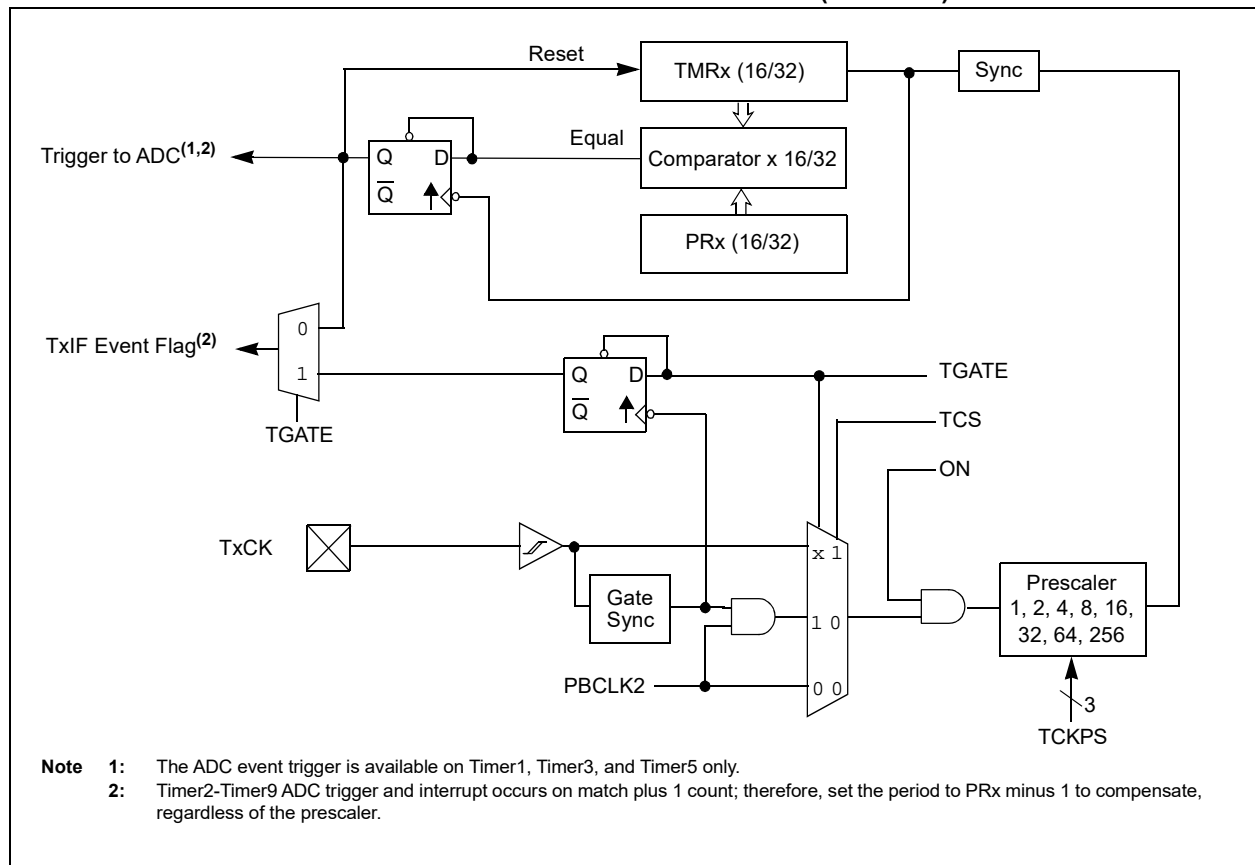 Reset
TMRx (16/32)
Sync
Trigger to ADC(1,2)
Q D
Q
Equal
Comparator x 16/32
PRx (16/32)
TxIF Event Flag(2)
0
1
TGATE
Q D
Q
TGATE
TCS
ON
TxCK
x 1
Gate
Sync
1 0
Prescaler
1, 2, 4, 8, 16,
32, 64, 256
PBCLK2
0 0
3
TCKPS
Note 1: The ADC event trigger is available on Timer1, Timer3, and Timer5 only.
2: Timer2-Timer9 ADC trigger and interrupt occurs on match plus 1 count; therefore, set the period to PRx minus 1 to compensate,
regardless of the prescaler.